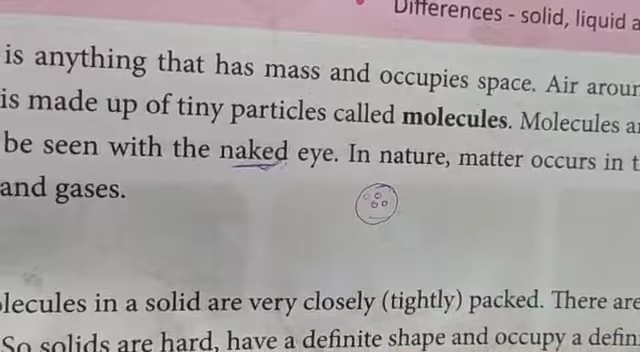 Differences - solid, liquid a
is anything that has mass and occupies space. Air arour
is made up of tiny particles called molecules. Molecules a
be seen with the naked eye. In nature, matter occurs in t
and gases.
lecules in a solid are very closely (tightly) packed. There are
So solids are hard, have a definite shape and occupy a defin